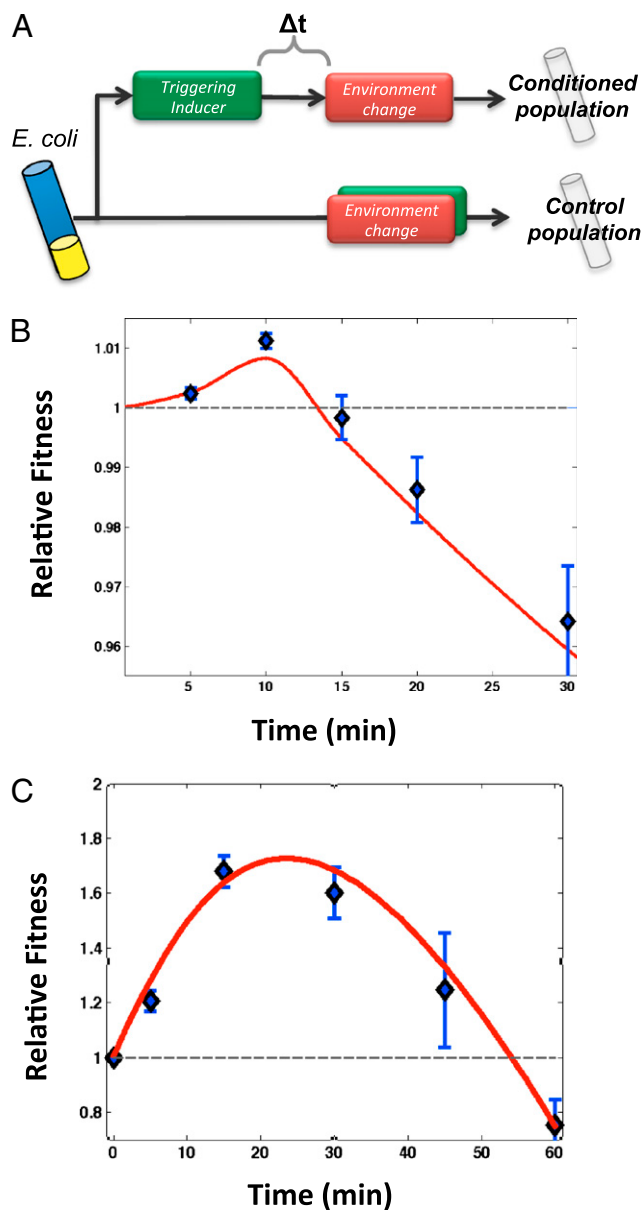 A
Δt
Triggering
Inducer
Environment
change
Conditioned
population
E. coli
Environment
change
Control
population
B
1.01
1
0.99
0.98
0.97
0.96
Relative Fitness
5 10 15 20 25 30
Time (min)
C
2
1.8
1.6
1.4
1.2
1
0.8
Relative Fitness
0 10 20 30 40 50 60
Time (min)